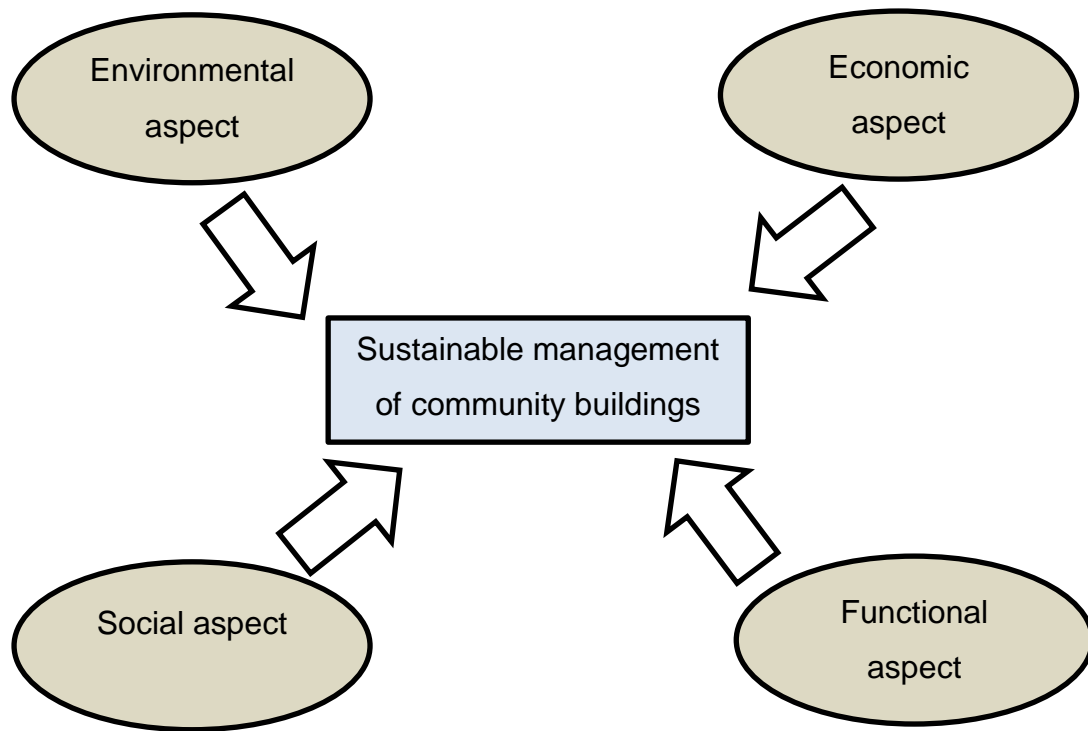 Environmental
aspect
Economic
aspect
Sustainable management
of community buildings
Social aspect
Functional
aspect